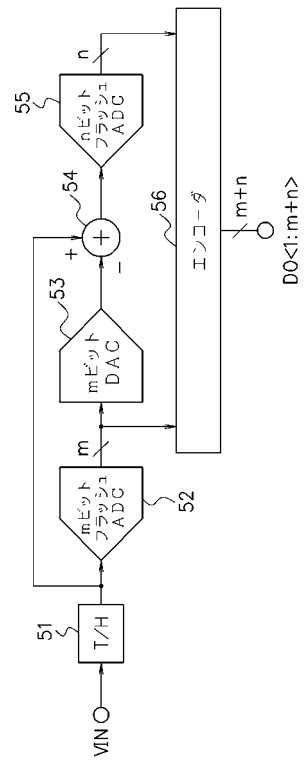 VIN
51
T/H
mビット
フラッシュ
ADC
52
m
53
mビット
DAC
+
-
54
55
nビット
フラッシュ
ADC
n
56
エンコーダ
m+n
DO<1:m+n>